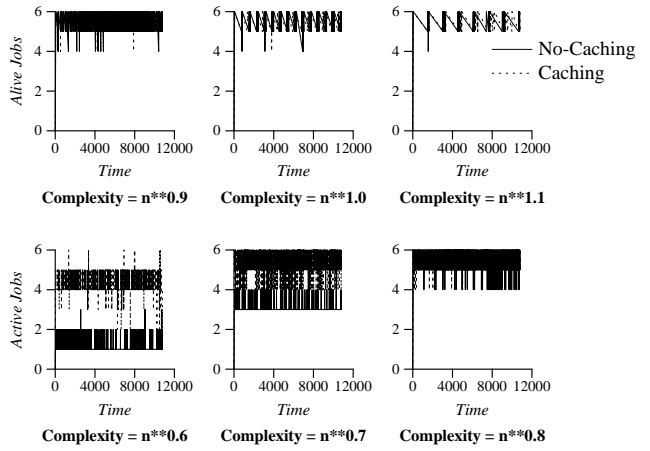 6
4
2
0
Alive Jobs
0 4000 8000 12000
Time
Complexity = n**0.9
6
4
2
0
0 4000 8000 12000
Time
Complexity = n**1.0
6
4
2
0
0 4000 8000 12000
Time
Complexity = n**1.1
No-Caching
Caching
6
4
2
0
Active Jobs
0 4000 8000 12000
Time
Complexity = n**0.6
6
4
2
0
0 4000 8000 12000
Time
Complexity = n**0.7
6
4
2
0
0 4000 8000 12000
Time
Complexity = n**0.8